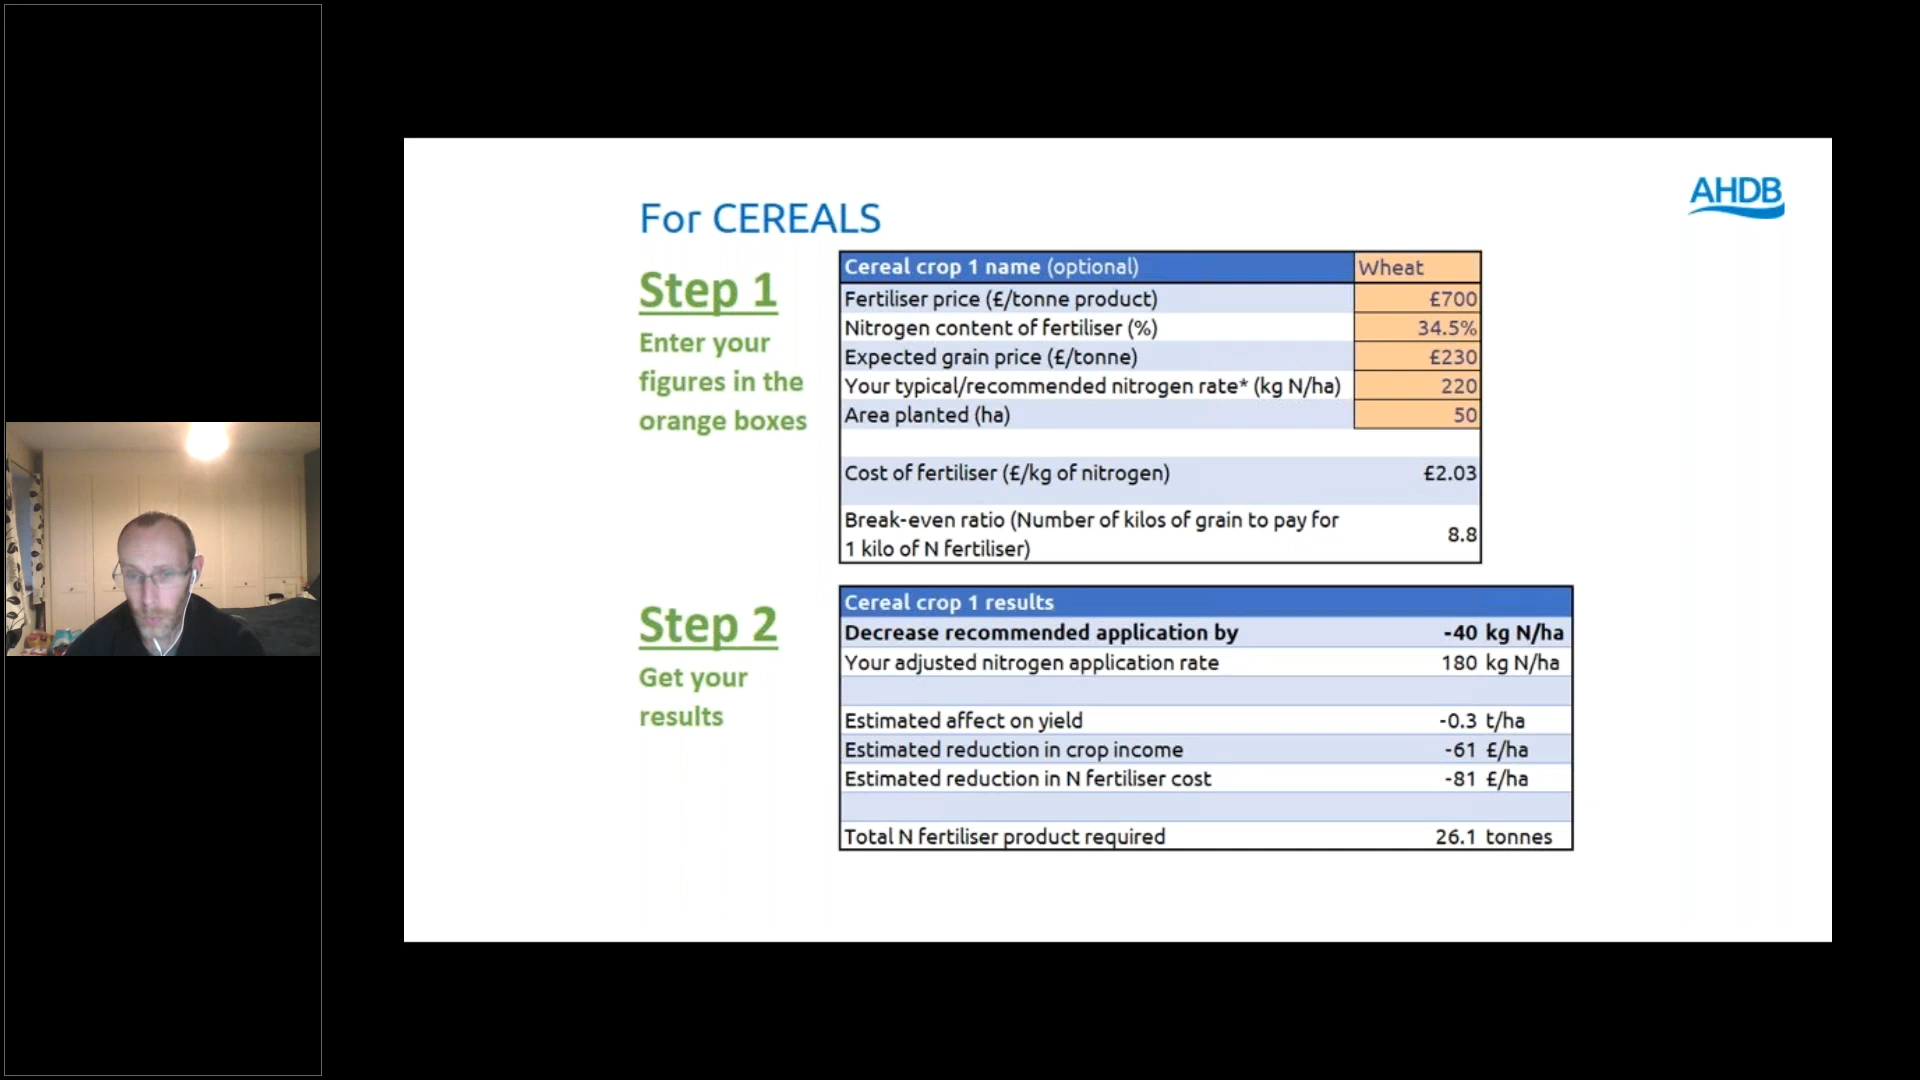 AHDB
For CEREALS
Step 1
Enter your
figures in the
orange boxes
Cereal crop 1 name (optional) Wheat
Fertiliser price (£/tonne product) £700
Nitrogen content of fertiliser (%) 34.5%
Expected grain price (£/tonne) £230
Your typical/recommended nitrogen rate* (kg N/ha) 220
Area planted (ha) 50
Cost of fertiliser (£/kg of nitrogen) £2.03
Break-even ratio (Number of kilos of grain to pay for
1 kilo of N fertiliser) 8.8
Step 2
Get your
results
Cereal crop 1 results
Decrease recommended application by -40 kg N/ha
Your adjusted nitrogen application rate 180 kg N/ha
Estimated affect on yield -0.3 t/ha
Estimated reduction in crop income -61 £/ha
Estimated reduction in N fertiliser cost -81 £/ha
Total N fertiliser product required 26.1 tonnes